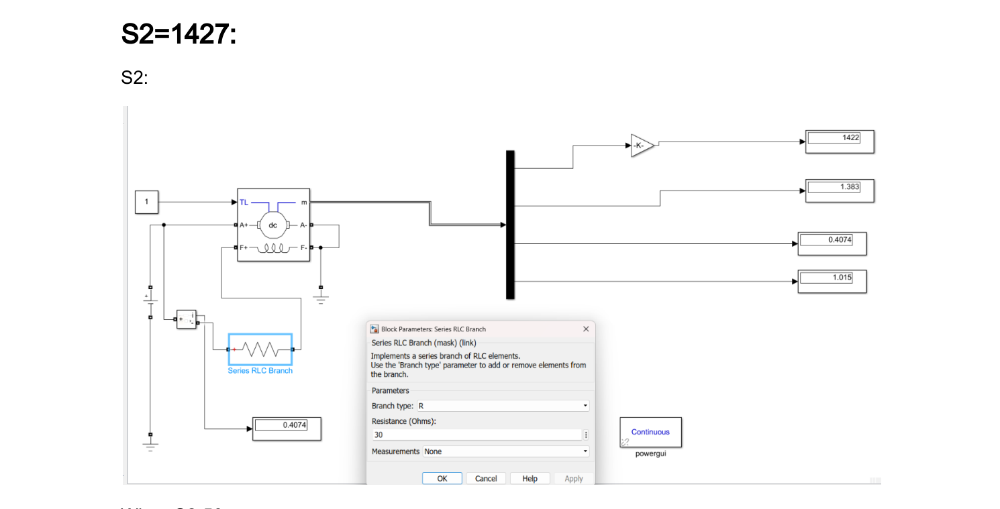 S2=1427:
S2:
-K-
1422
1.383
1
TL
m
A+
dc
A-
F+
F-
0.4074
1.015
+
i
+
-
+
Series RLC Branch
0.4074
Block Parameters: Series RLC Branch
Series RLC Branch (mask) (link)
Implements a series branch of RLC elements.
Use the 'Branch type' parameter to add or remove elements from
the branch.
Parameters
Branch type: R
Resistance (Ohms):
30
Measurements None
OK Cancel Help Apply
Continuous
powergui